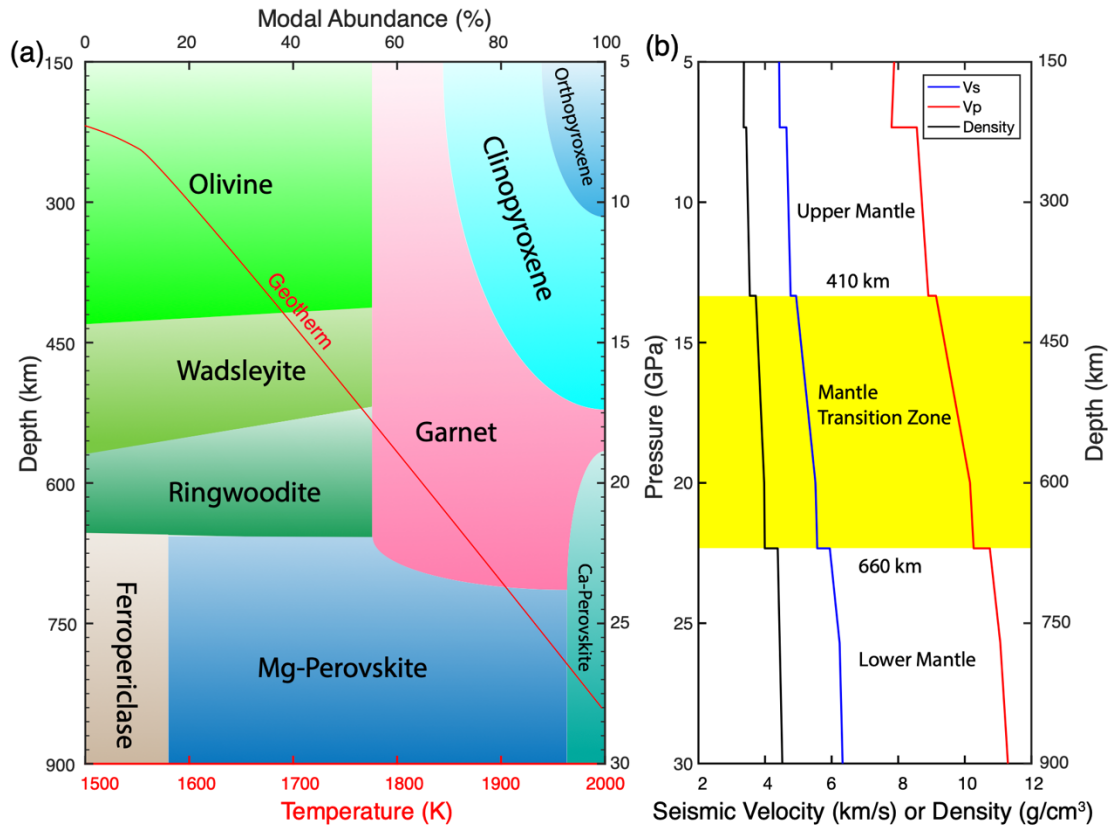 (a)
Modal Abundance (%)
0 20 40 60 80 100
150
300
450
600
750
900
Depth (km)
5
10
15
20
25
30
Olivine
Wadsleyite
Ringwoodite
Ferropericlase
Mg-Perovskite
Garnet
Clinopyroxene
Orthopyroxene
Ca-Perovskite
Geotherm
1500 1600 1700 1800 1900 2000
Temperature (K)
(b)
5
10
15
20
25
30
Pressure (GPa)
Vs
Vp
Density
Upper Mantle
410 km
Mantle
Transition Zone
660 km
Lower Mantle
150
300
450
600
750
900
Depth (km)
2 4 6 8 10 12
Seismic Velocity (km/s) or Density (g/cm³)